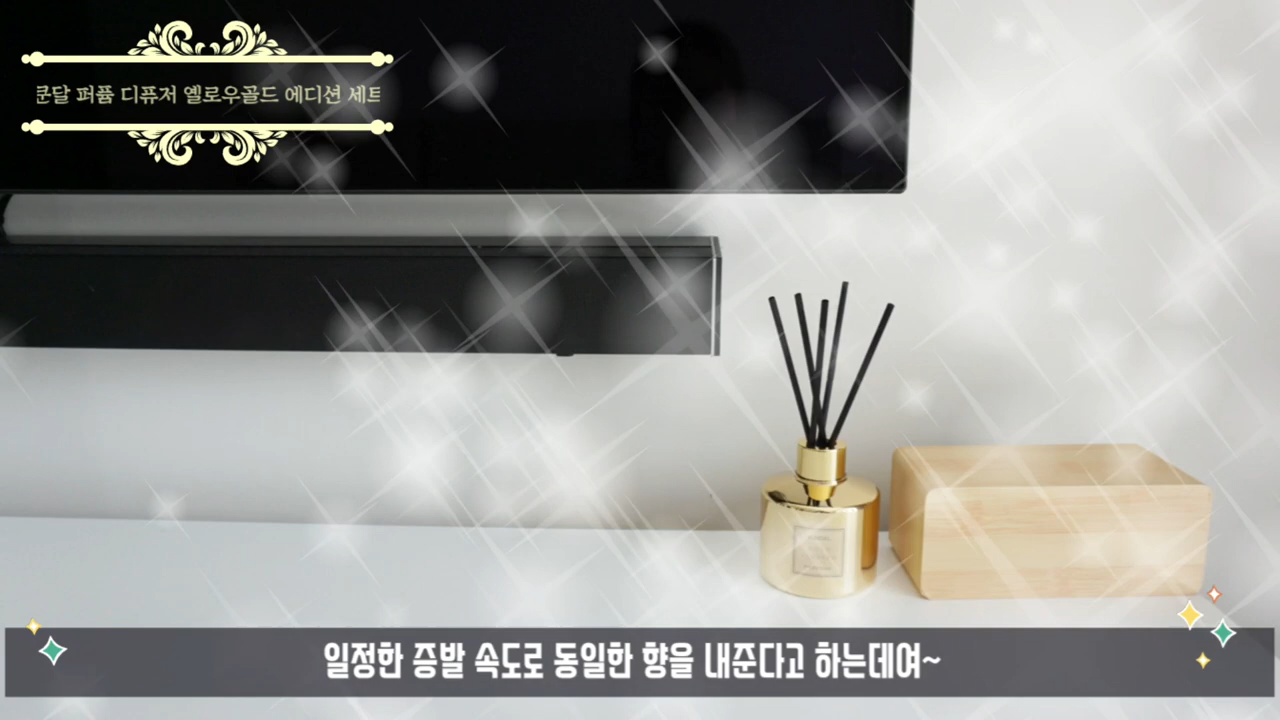 쿤달 퍼퓸 디퓨저 옐로우골드 에디션 세트
일정한 증발 속도로 동일한 향을 내준다고 하는데여~